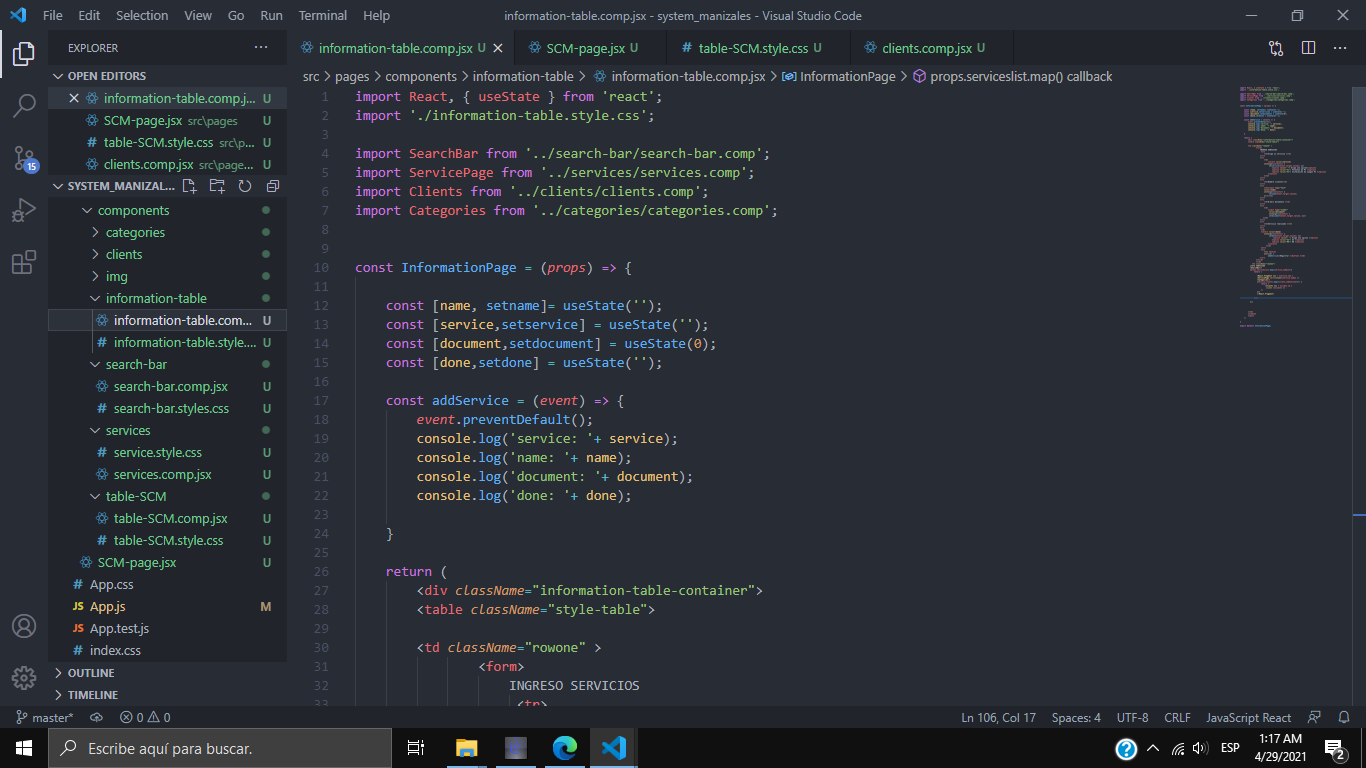 File Edit Selection View Go Run Terminal Help
information-table.comp.jsx - system_manizales - Visual Studio Code
EXPLORER
OPEN EDITORS
information-table.comp.j... U
SCM-page.jsx src\pages U
table-SCM.style.css src\p... U
clients.comp.jsx src\page... U
SYSTEM_MANIZAL...
components
categories
clients
img
information-table
information-table.com... U
information-table.style.... U
search-bar
search-bar.comp.jsx U
search-bar.styles.css U
services
service.style.css U
services.comp.jsx U
table-SCM
table-SCM.comp.jsx U
table-SCM.style.css U
SCM-page.jsx U
App.css
JS App.js M
JS App.test.js
index.css
OUTLINE
TIMELINE
15
information-table.comp.jsx U SCM-page.jsx U # table-SCM.style.css U clients.comp.jsx U
src > pages > components > information-table > information-table.comp.jsx > InformationPage > props.serviceslist.map() callback
1 import React, { useState } from 'react';
2 import './information-table.style.css';
3
4 import SearchBar from '../search-bar/search-bar.comp';
5 import ServicePage from '../services/services.comp';
6 import Clients from '../clients/clients.comp';
7 import Categories from '../categories/categories.comp';
8
9
10 const InformationPage = (props) => {
11
12 const [name, setname]= useState('');
13 const [service,setservice] = useState('');
14 const [document,setdocument] = useState(0);
15 const [done,setdone] = useState('');
16
17 const addService = (event) => {
18 event.preventDefault();
19 console.log('service: '+ service);
20 console.log('name: '+ name);
21 console.log('document: '+ document);
22 console.log('done: '+ done);
23
24 }
25
26 return (
27 <div className="information-table-container">
28 <table className="style-table">
29
30 <td className="rowone" >
31 <form>
32 INGRESO SERVICIOS
33 <tr>
master* 0 0 Ln 106, Col 17 Spaces: 4 UTF-8 CRLF JavaScript React
Escribe aquí para buscar.
ESP
1:17 AM
4/29/2021
2